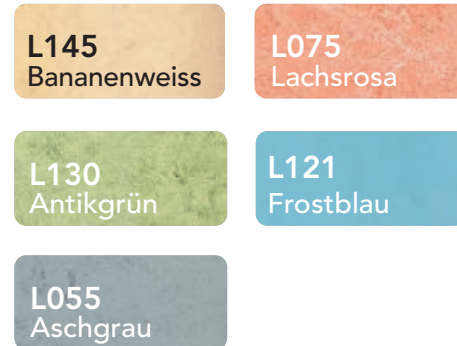 L145
Bananenweiss
L075
Lachsrosa
L130
Antikgrün
L121
Frostblau
L055
Aschgrau